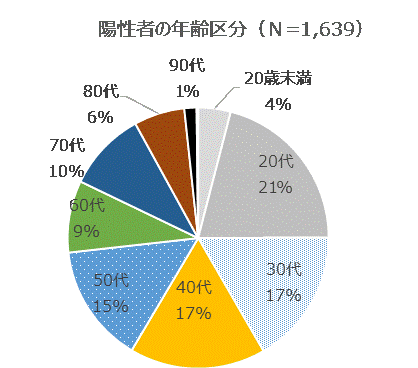 陽性者の年齢区分（Ｎ=1,639）
20歳未満
4%
20代
21%
30代
17%
40代
17%
50代
15%
60代
9%
70代
10%
80代
6%
90代
1%